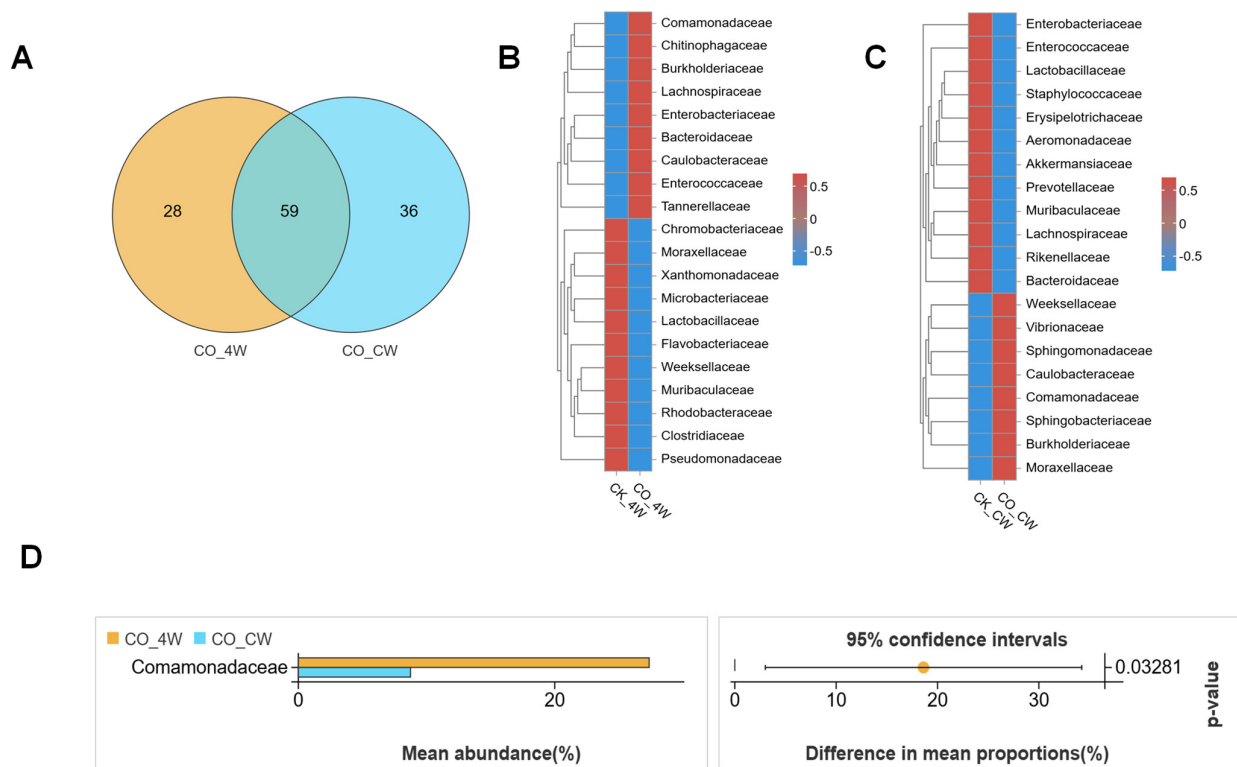 A
28
59
36
CO_4W
CO_CW
B
Comamonadaceae
Chitinophagaceae
Burkholderiaceae
Lachnospiraceae
Enterobacteriaceae
Bacteroidaceae
Caulobacteraceae
Enterococcaceae
Tannerellaceae
Chromobacteriaceae
Moraxellaceae
Xanthomonadaceae
Microbacteriaceae
Lactobacillaceae
Flavobacteriaceae
Weeksellaceae
Muribaculaceae
Rhodobacteraceae
Clostridiaceae
Pseudomonadaceae
CK_4W
CO_4W
0.5
0
-0.5
C
Enterobacteriaceae
Enterococcaceae
Lactobacillaceae
Staphylococcaceae
Erysipelotrichaceae
Aeromonadaceae
Akkermansiaceae
Prevotellaceae
Muribaculaceae
Lachnospiraceae
Rikenellaceae
Bacteroidaceae
Weeksellaceae
Vibrionaceae
Sphingomonadaceae
Caulobacteraceae
Comamonadaceae
Sphingobacteriaceae
Burkholderiaceae
Moraxellaceae
CK_CW
CO_CW
0.5
0
-0.5
D
CO_4W CO_CW
Comamonadaceae
0 20
Mean abundance(%)
95% confidence intervals
0.03281
0 10 20 30
Difference in mean proportions(%)
p-value